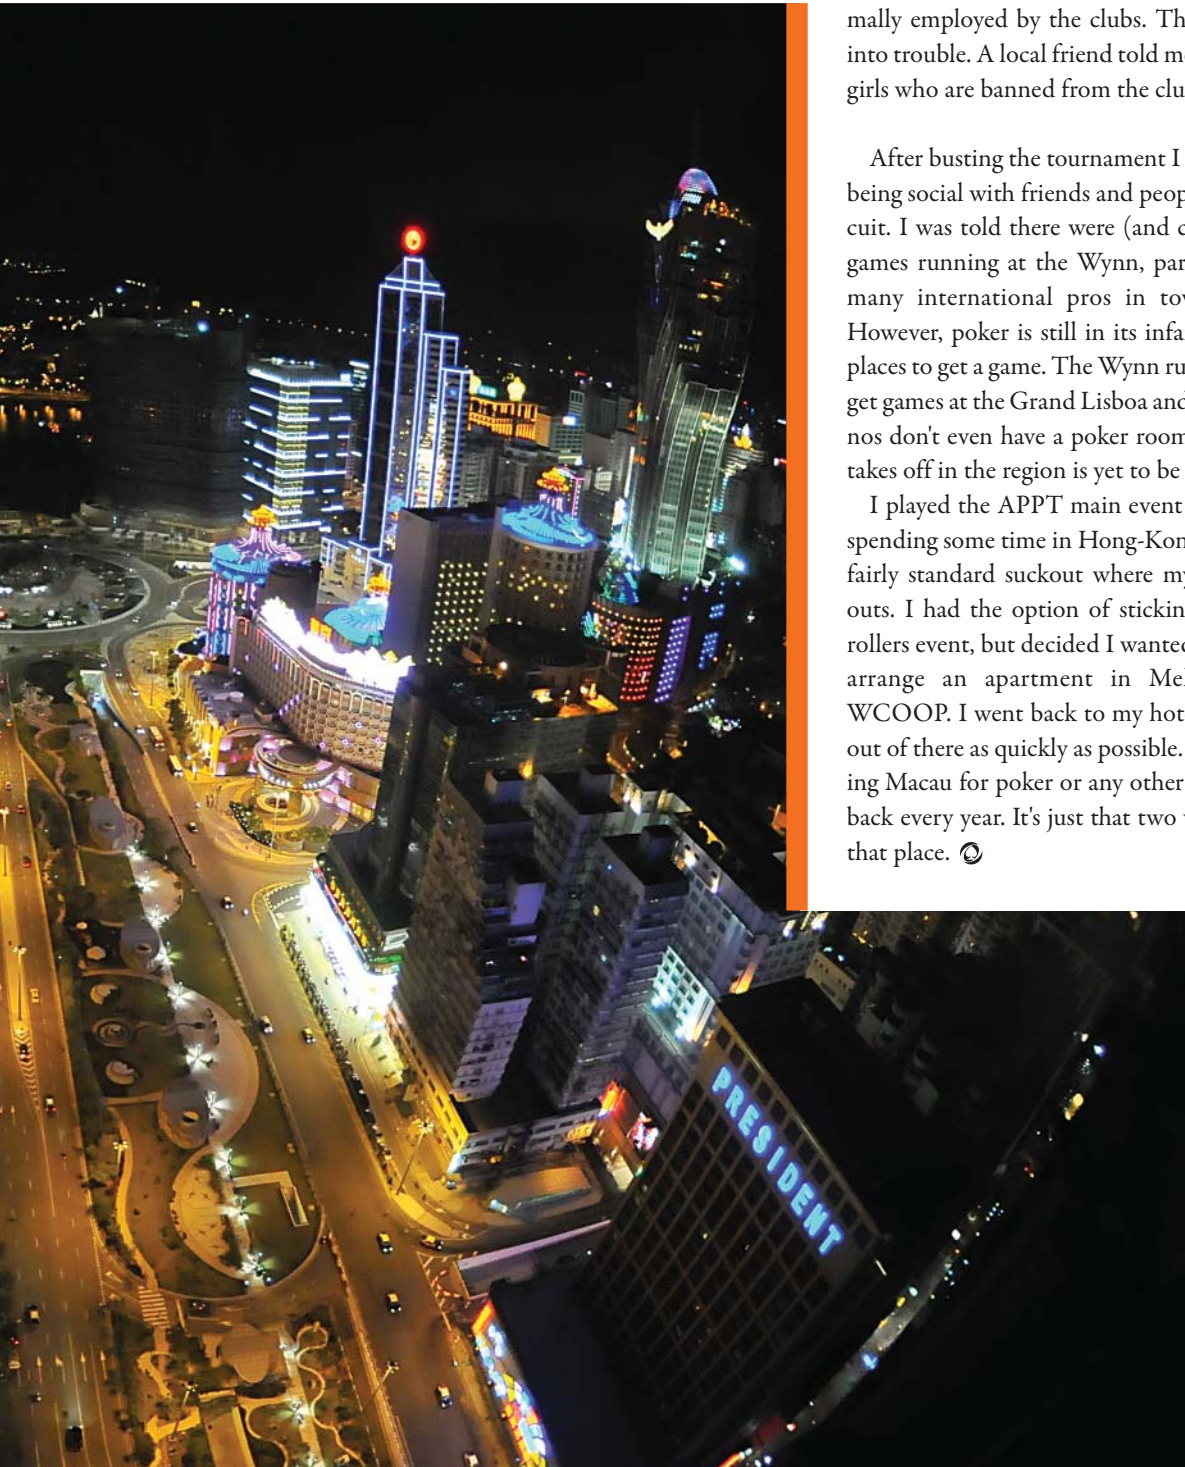 mally employed by the clubs. Th
into trouble. A local friend told m
girls who are banned from the clu
After busting the tournament I
being social with friends and peop
cuit. I was told there were (and c
games running at the Wynn, par
many international pros in tow
However, poker is still in its infa
places to get a game. The Wynn ru
get games at the Grand Lisboa and
nos don't even have a poker room
takes off in the region is yet to be
I played the APPT main event
spending some time in Hong-Kon
fairly standard suckout where my
outs. I had the option of stickin
rollers event, but decided I wanted
arrange an apartment in Mel
WCOOP. I went back to my hot
out of there as quickly as possible.
ing Macau for poker or any other
back every year. It's just that two
that place.
PRESIDENT